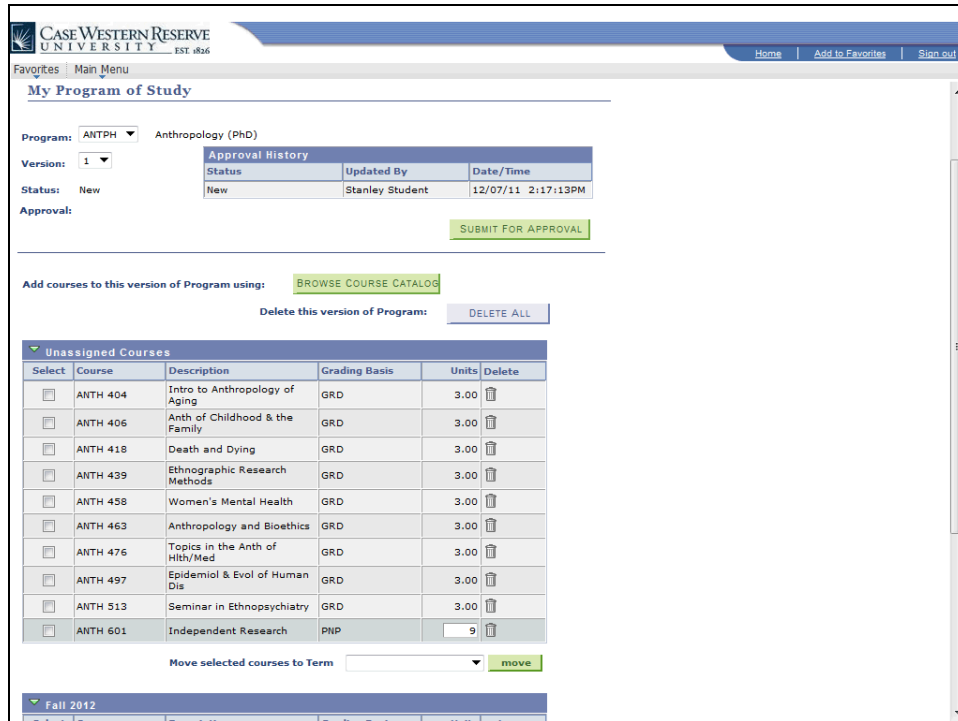 CASE WESTERN RESERVE
UNIVERSITY EST. 1826
Home Add to Favorites Sign out
Favorites Main Menu
My Program of Study
Program: ANTPH Anthropology (PhD)
Version: 1
Approval History
Status Updated By Date/Time
Status: New
New Stanley Student 12/07/11 2:17:13PM
Approval:
SUBMIT FOR APPROVAL
Add courses to this version of Program using: BROWSE COURSE CATALOG
Delete this version of Program: DELETE ALL
Unassigned Courses
Select Course Description Grading Basis Units Delete
ANTH 404 Intro to Anthropology of Aging GRD 3.00
ANTH 406 Anth of Childhood & the Family GRD 3.00
ANTH 418 Death and Dying GRD 3.00
ANTH 439 Ethnographic Research Methods GRD 3.00
ANTH 458 Women's Mental Health GRD 3.00
ANTH 463 Anthropology and Bioethics GRD 3.00
ANTH 476 Topics in the Anth of Hlth/Med GRD 3.00
ANTH 497 Epidemiol & Evol of Human Dis GRD 3.00
ANTH 513 Seminar in Ethnopsychiatry GRD 3.00
ANTH 601 Independent Research PNP 9
Move selected courses to Term move
Fall 2012